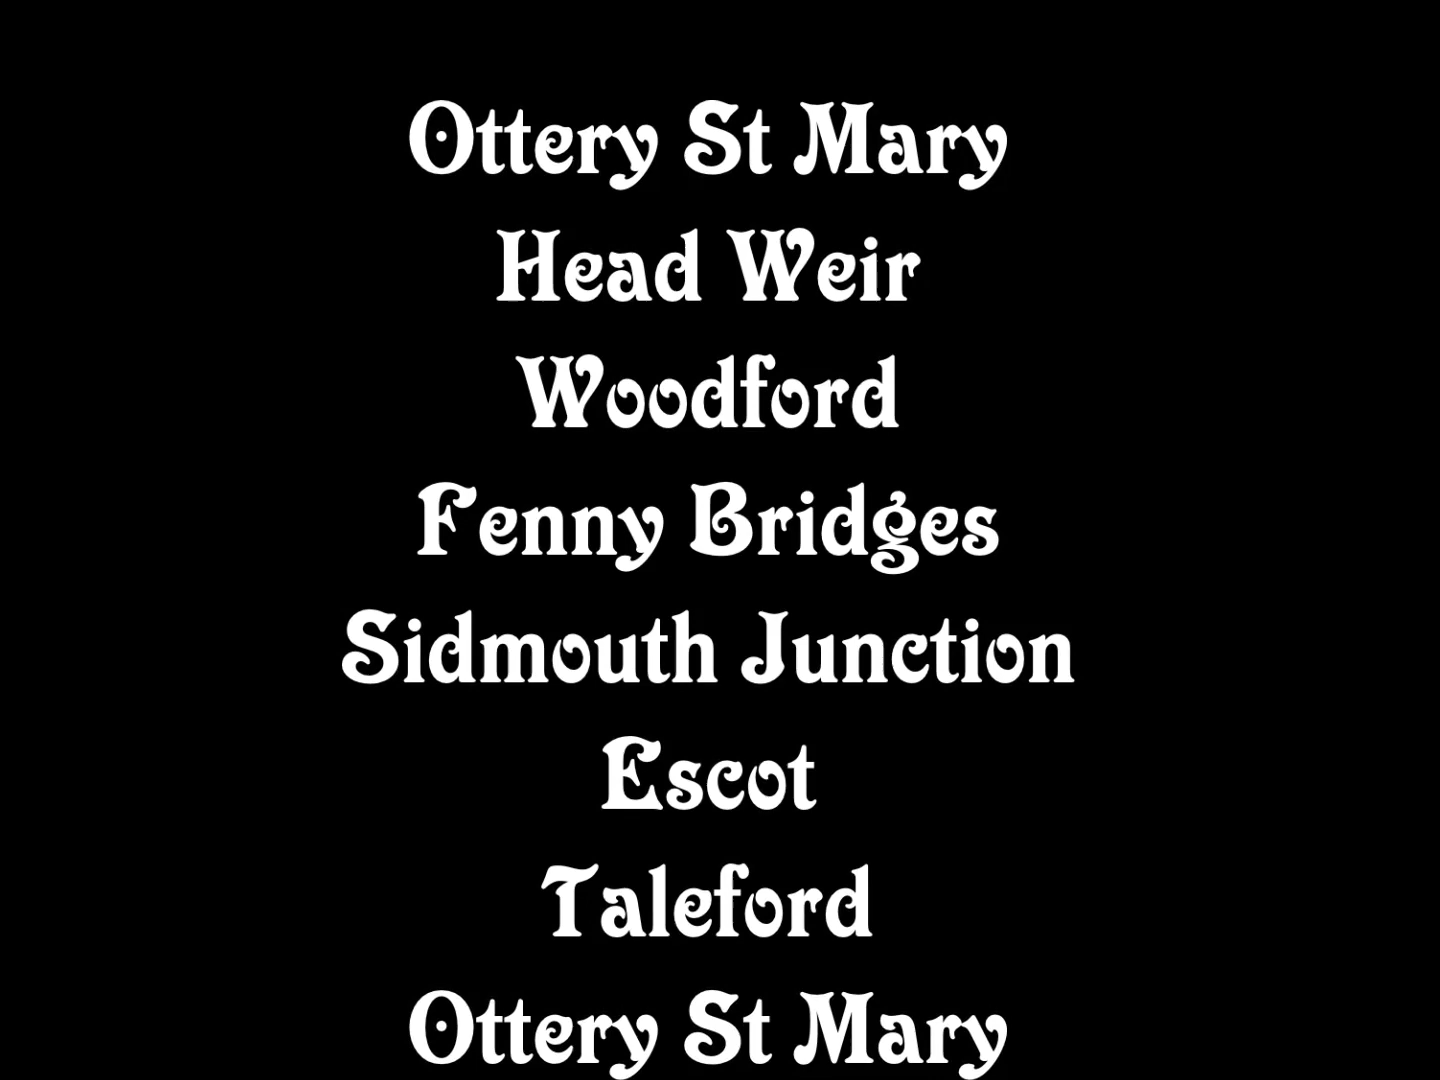 Ottery St Mary
Head Weir
Woodford
Fenny Bridges
Sidmouth Junction
Escot
Taleford
Ottery St Mary